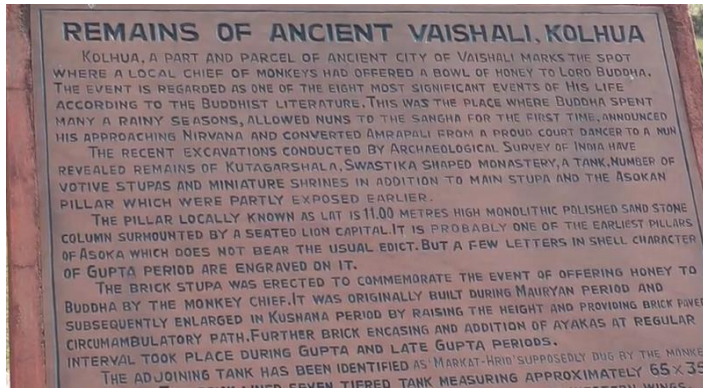 REMAINS OF ANCIENT VAISHALI, KOLHUA
KOLHUA, A PART AND PARCEL OF ANCIENT CITY OF VAISHALI MARKS THE SPOT
WHERE A LOCAL CHIEF OF MONKEYS HAD OFFERED A BOWL OF HONEY TO LORD BUDDHA.
THE EVENT IS REGARDED AS ONE OF THE EIGHT MOST SIGNIFICANT EVENTS OF HIS LIFE
ACCORDING TO THE BUDDHIST LITERATURE. THIS WAS THE PLACE WHERE BUDDHA SPENT
MANY A RAINY SEASONS, ALLOWED NUNS TO THE SANGHA FOR THE FIRST TIME, ANNOUNCED
HIS APPROACHING NIRVANA AND CONVERTED AMRAPALI FROM A PROUD COURT DANCER TO A NUN
THE RECENT EXCAVATIONS CONDUCTED BY ARCHAEOLOGICAL SURVEY OF INDIA HAVE
REVEALED REMAINS OF KUTAGARSHALA, SWASTIKA SHAPED MONASTERY, A TANK, NUMBER OF
VOTIVE STUPAS AND MINIATURE SHRINES IN ADDITION TO MAIN STUPA AND THE ASOKAN
PILLAR WHICH WERE PARTLY EXPOSED EARLIER.
THE PILLAR LOCALLY KNOWN AS LAT IS 11.00 METRES HIGH MONOLITHIC POLISHED SAND STONE
COLUMN SURMOUNTED BY A SEATED LION CAPITAL. IT IS PROBABLY ONE OF THE EARLIEST PILLARS
OF ASOKA WHICH DOES NOT BEAR THE USUAL EDICT. BUT A FEW LETTERS IN SHELL CHARACTER
OF GUPTA PERIOD ARE ENGRAVED ON IT.
THE BRICK STUPA WAS ERECTED TO COMMEMORATE THE EVENT OF OFFERING HONEY TO
BUDDHA BY THE MONKEY CHIEF. IT WAS ORIGINALLY BUILT DURING MAURYAN PERIOD AND
SUBSEQUENTLY ENLARGED IN KUSHANA PERIOD BY RAISING THE HEIGHT AND PROVIDING BRICK PAVED
CIRCUMAMBULATORY PATH. FURTHER BRICK ENCASING AND ADDITION OF AYAKAS AT REGULAR
INTERVAL TOOK PLACE DURING GUPTA AND LATE GUPTA PERIODS.
THE ADJOINING TANK HAS BEEN IDENTIFIED AS 'MARKAT-HRID' SUPPOSEDLY DUG BY THE MONKE
SEVEN TIERED TANK MEASURING APPROXIMATELY 65 X 35